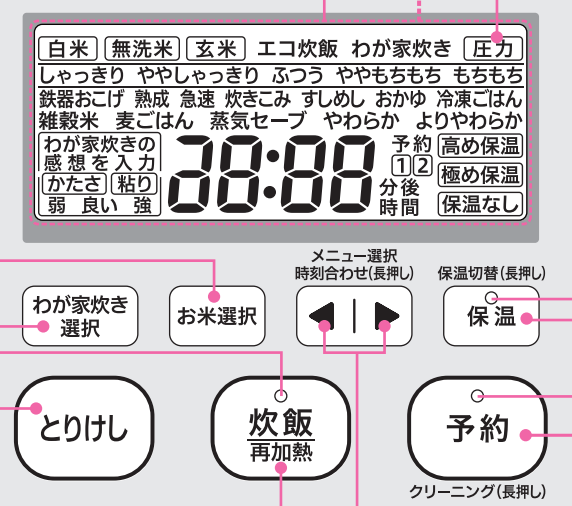 白米 無洗米 玄米 エコ炊飯 わが家炊き 圧力
しゃっきり ややしゃっきり ふつう ややもちもち もちもち
鉄器おこげ 熟成 急速 炊きこみ すしめし おかゆ 冷凍ごはん
雑穀米 麦ごはん 蒸気セーブ やわらか よりやわらか
わが家炊きの
感想を入力
かたさ 粘り
弱 良い 強
28:88
予約
1 2
分後
時間
高め保温
極め保温
保温なし
メニュー選択
時刻合わせ(長押し)
保温切替(長押し)
わが家炊き
選択
お米選択
保温
とりけし
炊飯
再加熱
予約
クリーニング(長押し)